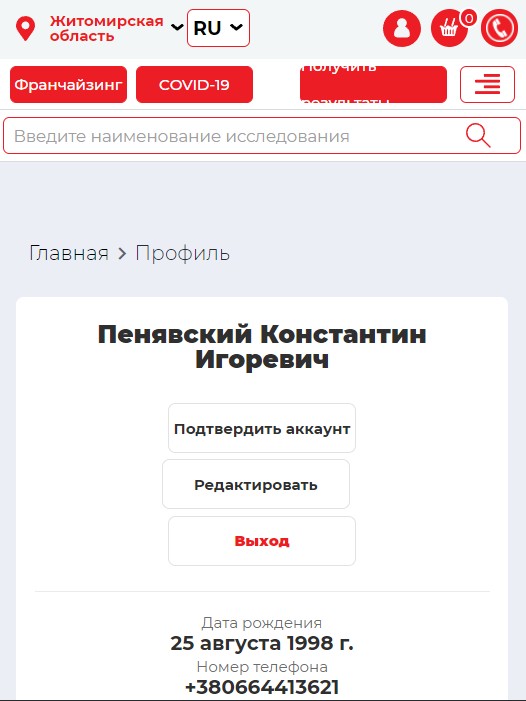 Житомирская
область
RU
0
Франчайзинг
COVID-19
Получить
результаты
Введите наименование исследования
Главная > Профиль
Пенявский Константин
Игоревич
Подтвердить аккаунт
Редактировать
Выход
Дата рождения
25 августа 1998 г.
Номер телефона
+380664413621